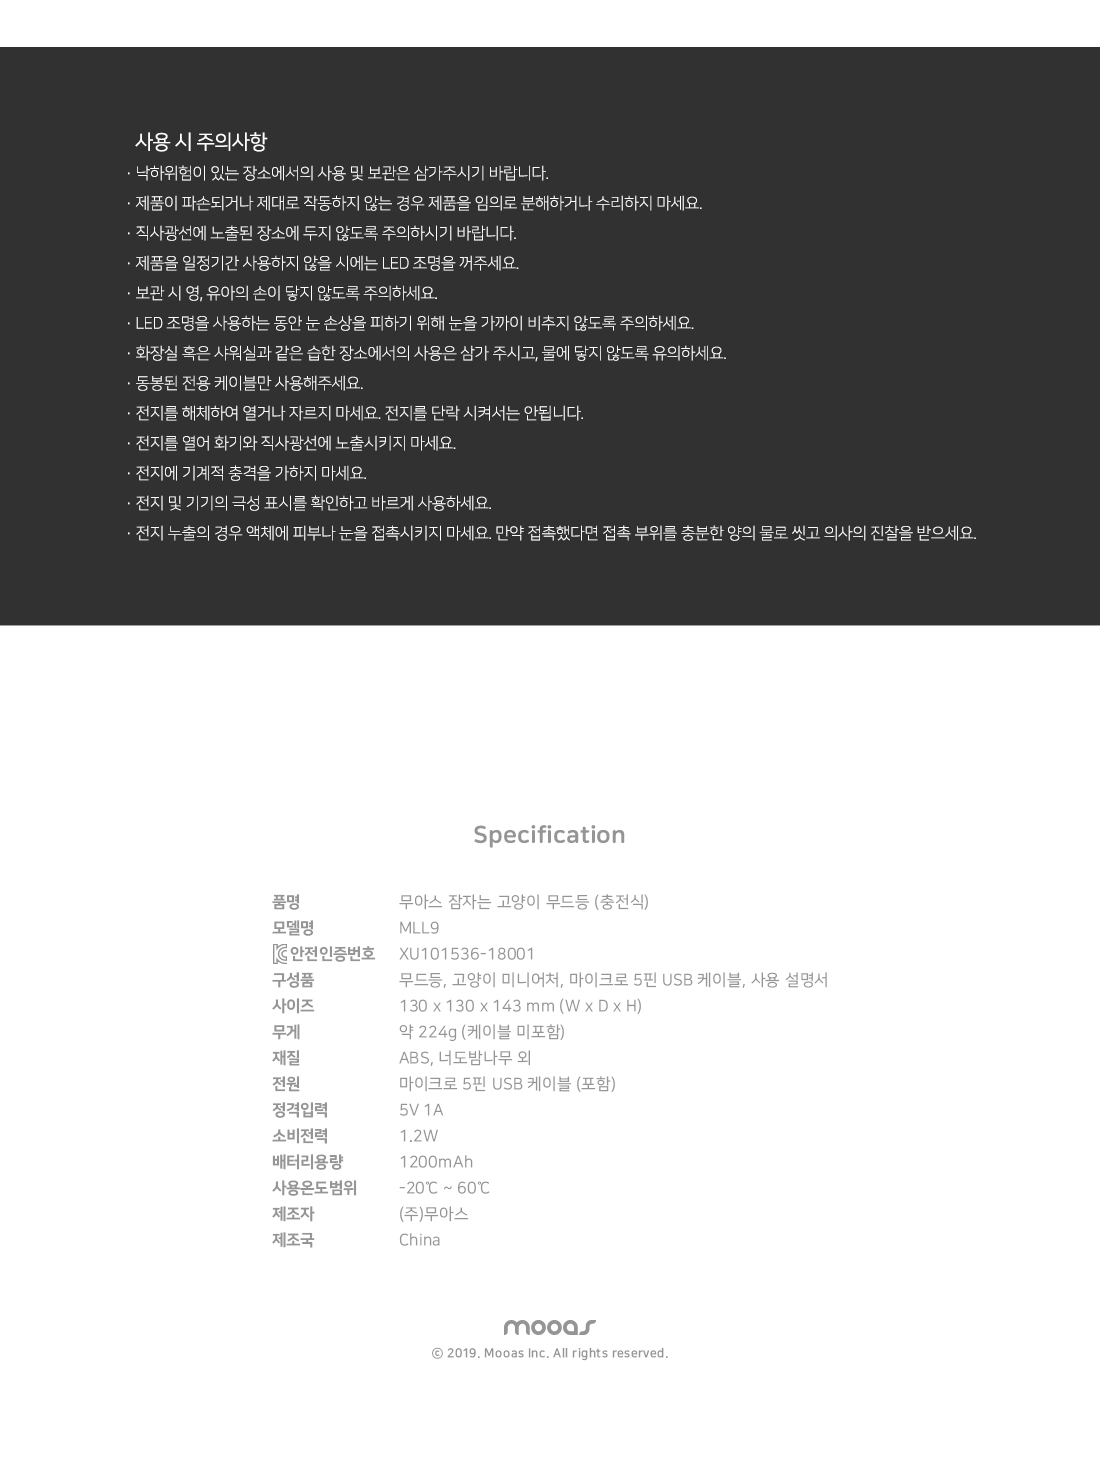 사용 시 주의사항
· 낙하위험이 있는 장소에서의 사용 및 보관은 삼가주시기 바랍니다.
· 제품이 파손되거나 제대로 작동하지 않는 경우 제품을 임의로 분해하거나 수리하지 마세요.
· 직사광선에 노출된 장소에 두지 않도록 주의하시기 바랍니다.
· 제품을 일정기간 사용하지 않을 시에는 LED 조명을 꺼주세요.
· 보관 시 영, 유아의 손이 닿지 않도록 주의하세요.
· LED 조명을 사용하는 동안 눈 손상을 피하기 위해 눈을 가까이 비추지 않도록 주의하세요.
· 화장실 혹은 샤워실과 같은 습한 장소에서의 사용은 삼가 주시고, 물에 닿지 않도록 유의하세요.
· 동봉된 전용 케이블만 사용해주세요.
· 전지를 해체하여 열거나 자르지 마세요. 전지를 단락 시켜서는 안됩니다.
· 전지를 열어 화기와 직사광선에 노출시키지 마세요.
· 전지에 기계적 충격을 가하지 마세요.
· 전지 및 기기의 극성 표시를 확인하고 바르게 사용하세요.
· 전지 누출의 경우 액체에 피부나 눈을 접촉시키지 마세요. 만약 접촉했다면 접촉 부위를 충분한 양의 물로 씻고 의사의 진찰을 받으세요.
Specification
품명 무아스 잠자는 고양이 무드등 (충전식)
모델명 MLL9
KC 안전인증번호 XU101536-18001
구성품 무드등, 고양이 미니어처, 마이크로 5핀 USB 케이블, 사용 설명서
사이즈 130 x 130 x 143 mm (W x D x H)
무게 약 224g (케이블 미포함)
재질 ABS, 너도밤나무 외
전원 마이크로 5핀 USB 케이블 (포함)
정격입력 5V 1A
소비전력 1.2W
배터리용량 1200mAh
사용온도범위 -20℃ ~ 60℃
제조자 (주)무아스
제조국 China
mooas
© 2019. Mooas Inc. All rights reserved.